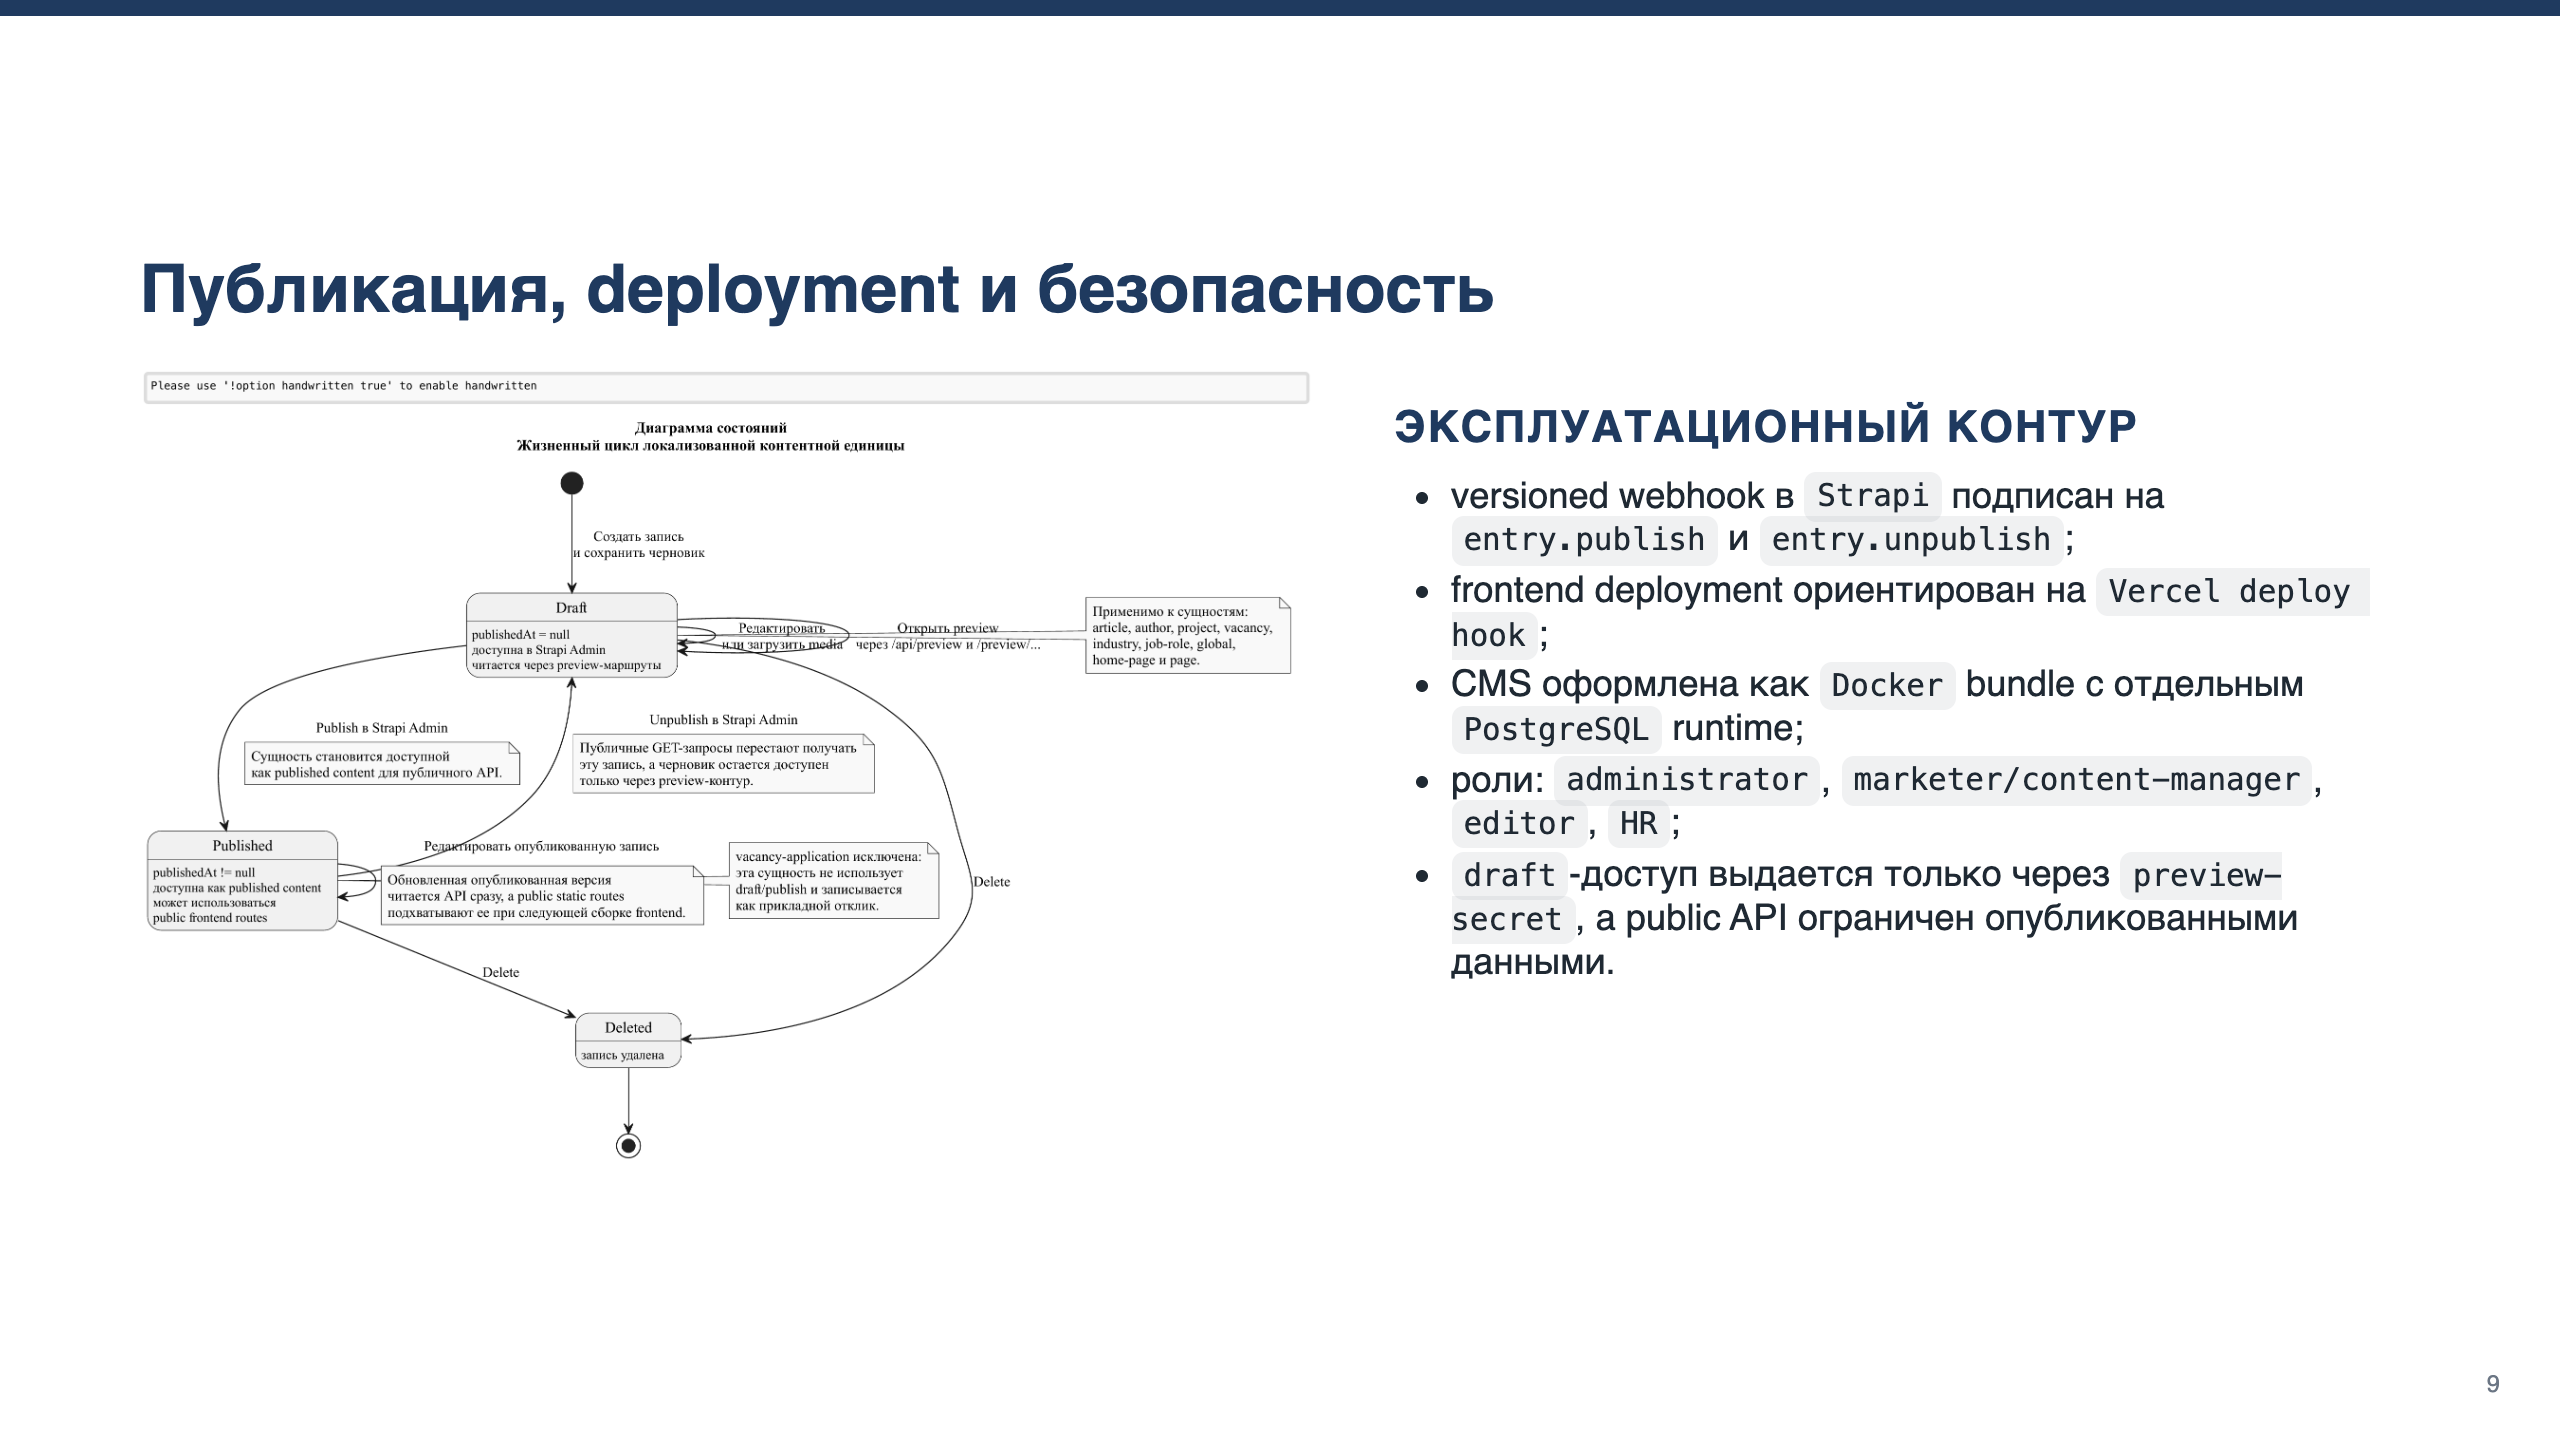 Публикация, deployment и безопасность
Please use '!option handwritten true' to enable handwritten
Диаграмма состояний
Жизненный цикл локализованной контентной единицы
Создать запись
и сохранить черновик
Draft
publishedAt = null
доступна в Strapi Admin
читается через preview-маршруты
Редактировать
или загрузить media
Открыть preview
через /api/preview и /preview/...
Применимо к сущностям:
article, author, project, vacancy,
industry, job-role, global,
home-page и page.
Publish в Strapi Admin
Сущность становится доступной
как published content для публичного API.
Unpublish в Strapi Admin
Публичные GET-запросы перестают получать
эту запись, а черновик остается доступен
только через preview-контур.
Published
publishedAt != null
доступна как published content
может использоваться
public frontend routes
Редактировать опубликованную запись
Обновленная опубликованная версия
читается API сразу, а public static routes
подхватывают ее при следующей сборке frontend.
vacancy-application исключена:
эта сущность не использует
draft/publish и записывается
как прикладной отклик.
Delete
Delete
Deleted
запись удалена
ЭКСПЛУАТАЦИОННЫЙ КОНТУР
• versioned webhook в Strapi подписан на
entry.publish и entry.unpublish;
• frontend deployment ориентирован на Vercel deploy
hook;
• CMS оформлена как Docker bundle с отдельным
PostgreSQL runtime;
• роли: administrator, marketer/content-manager,
editor, HR;
• draft-доступ выдается только через preview-
secret, а public API ограничен опубликованными
данными.
9